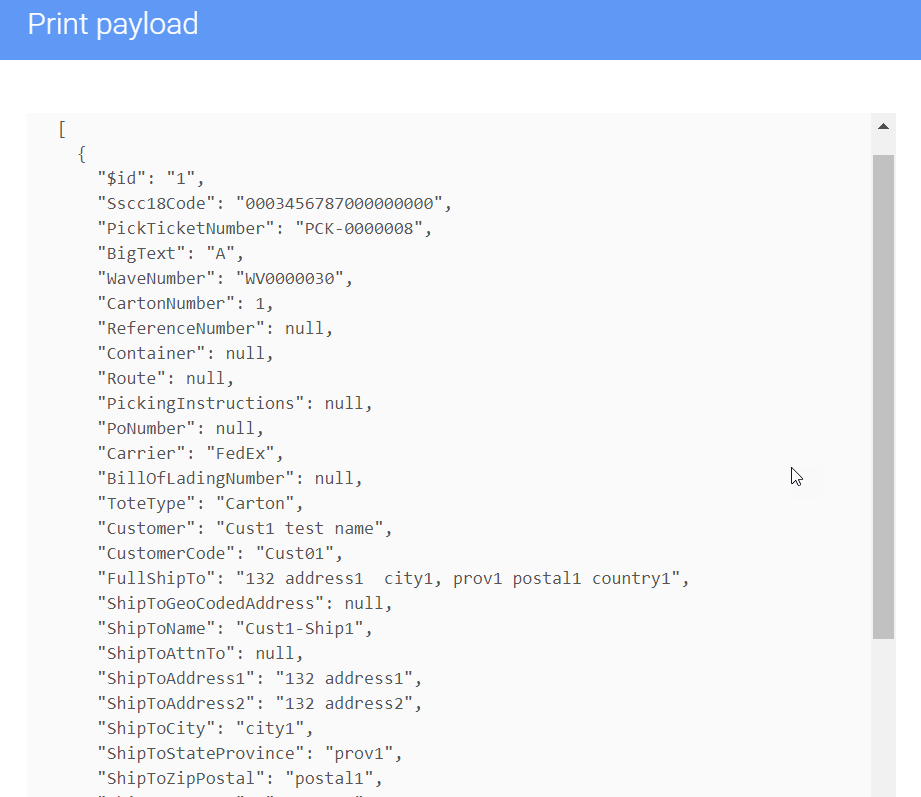 Print payload
[
{
"$id": "1",
"Sscc18Code": "0003456787000000000",
"PickTicketNumber": "PCK-0000008",
"BigText": "A",
"WaveNumber": "WV0000030",
"CartonNumber": 1,
"ReferenceNumber": null,
"Container": null,
"Route": null,
"PickingInstructions": null,
"PoNumber": null,
"Carrier": "FedEx",
"BillOfLadingNumber": null,
"ToteType": "Carton",
"Customer": "Cust1 test name",
"CustomerCode": "Cust01",
"FullShipTo": "132 address1  city1, prov1 postal1 country1",
"ShipToGeoCodedAddress": null,
"ShipToName": "Cust1-Ship1",
"ShipToAttnTo": null,
"ShipToAddress1": "132 address1",
"ShipToAddress2": "132 address2",
"ShipToCity": "city1",
"ShipToStateProvince": "prov1",
"ShipToZipPostal": "postal1",